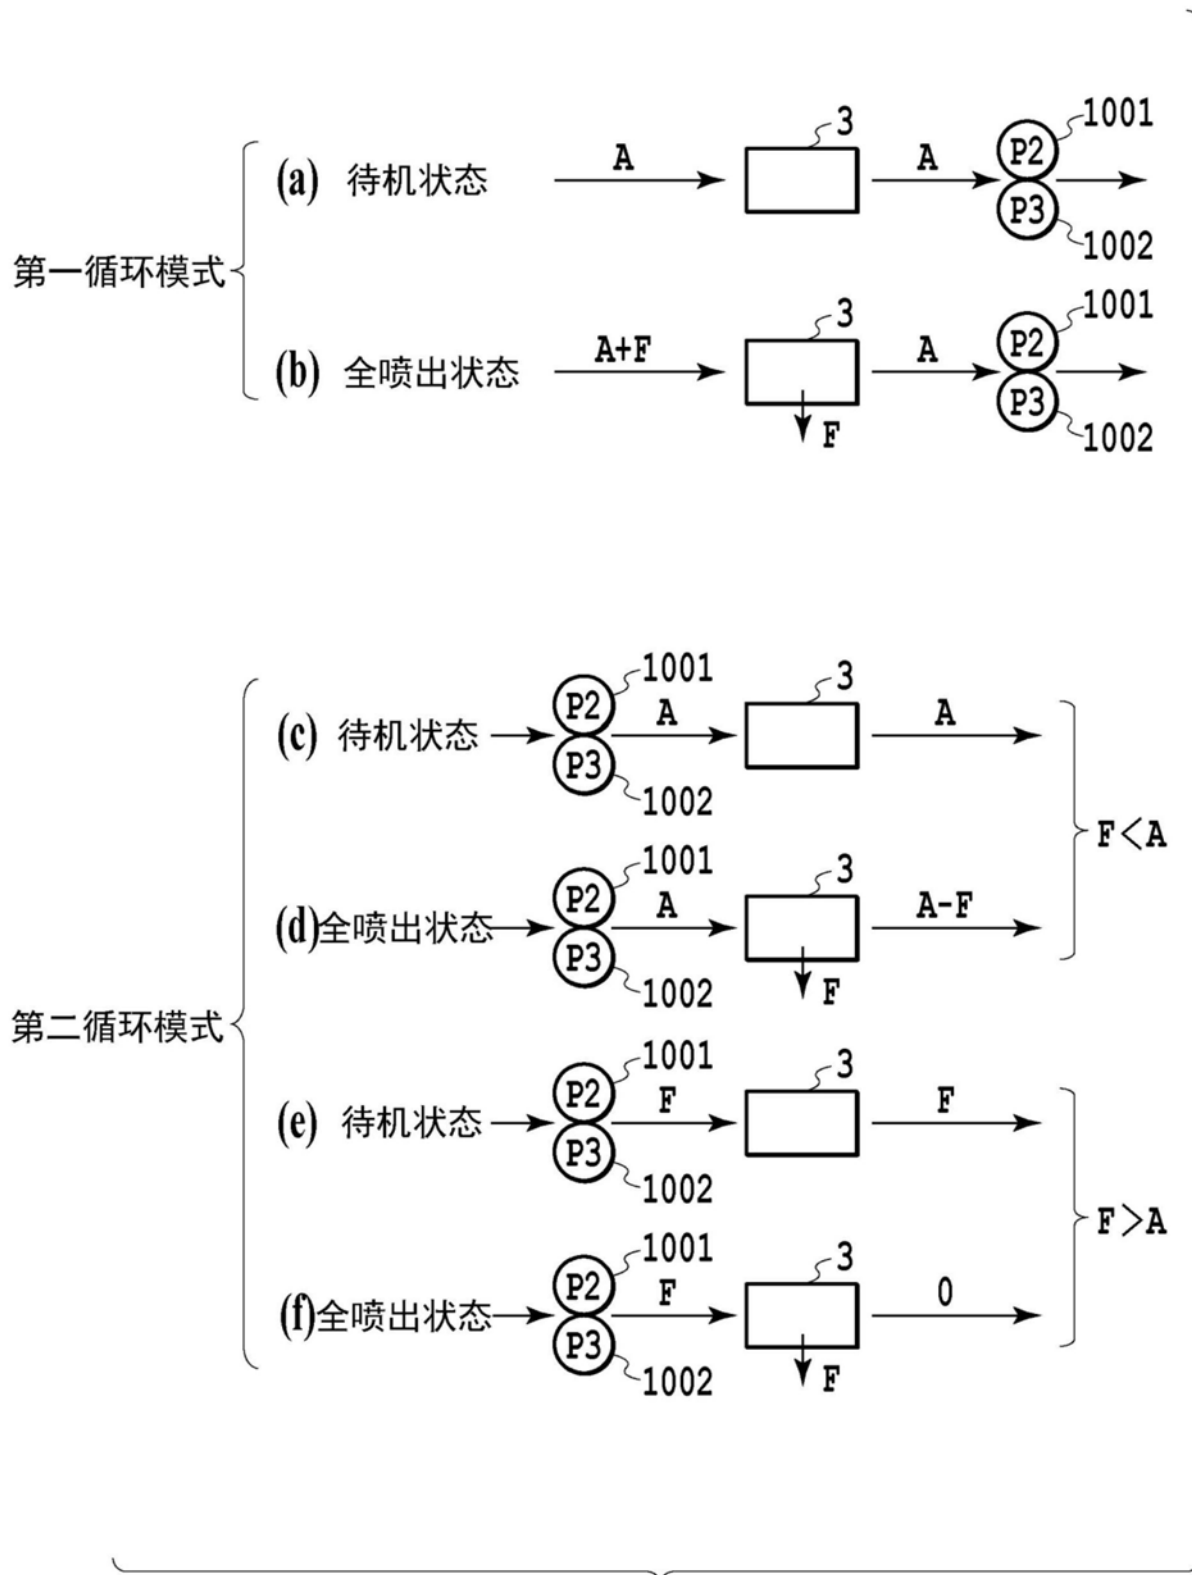 第一循环模式
(a) 待机状态 A 3 A P2 1001
P3 1002
(b) 全喷出状态 A+F 3 A P2 1001
F P3 1002
第二循环模式
(c) 待机状态 P2 1001 A 3 A
P3 1002
F<A
(d)全喷出状态 P2 1001 A 3 A-F
P3 1002 F
(e) 待机状态 P2 1001 F 3 F
P3 1002
F>A
(f)全喷出状态 P2 1001 F 3 0
P3 1002 F